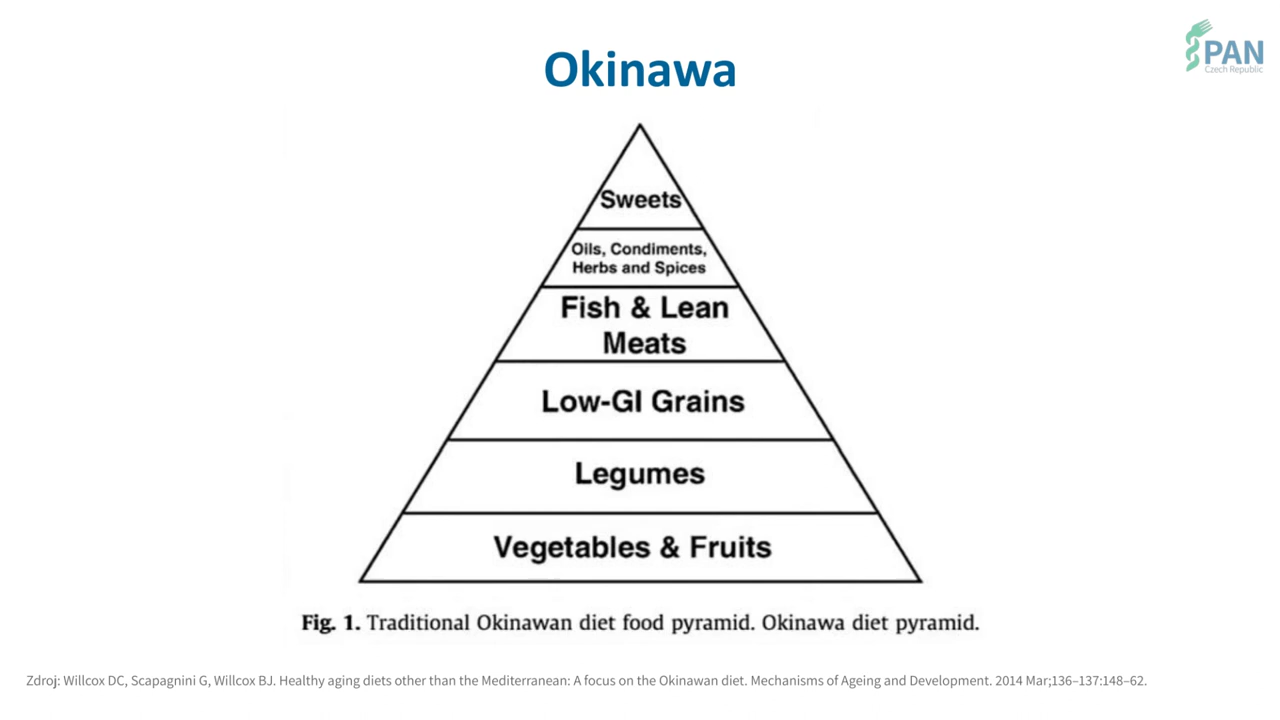 Okinawa
PAN
Czech Republic
Sweets
Oils, Condiments,
Herbs and Spices
Fish & Lean
Meats
Low-GI Grains
Legumes
Vegetables & Fruits
Fig. 1. Traditional Okinawan diet food pyramid. Okinawa diet pyramid.
Zdroj: Willcox DC, Scapagnini G, Willcox BJ. Healthy aging diets other than the Mediterranean: A focus on the Okinawan diet. Mechanisms of Ageing and Development. 2014 Mar;136–137:148–62.